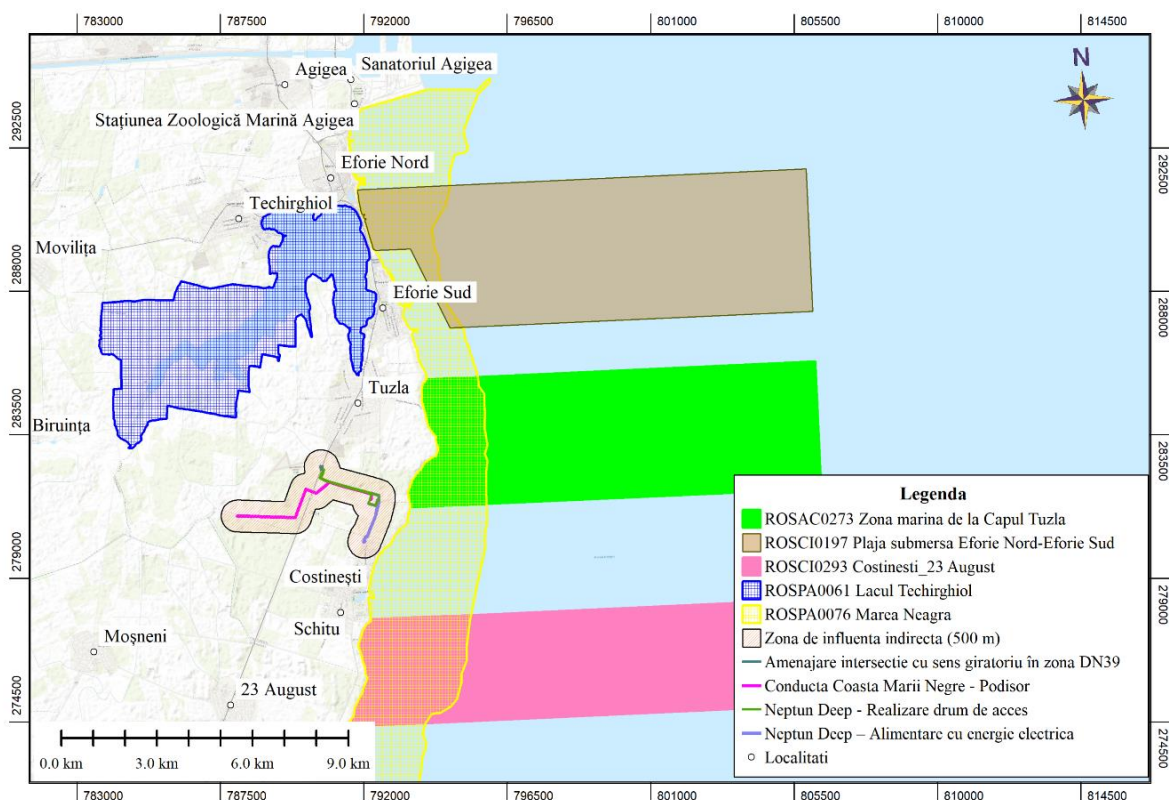 783000 787500 792000 796500 801000 805500 810000 814500
N
Sanatoriul Agigea
Agigea
Stațiunea Zoologică Marină Agigea
292500 292500
Eforie Nord
Techirghiol
Movilița
288000 288000
Eforie Sud
Tuzla
Biruința
283500 283500
279000 279000
Costinești
Schitu
Moșneni
23 August
274500 274500
0.0 km 3.0 km 6.0 km 9.0 km
Legenda
ROSAC0273 Zona marina de la Capul Tuzla
ROSCI0197 Plaja submersa Eforie Nord-Eforie Sud
ROSCI0293 Costinesti_23 August
ROSPA0061 Lacul Techirghiol
ROSPA0076 Marea Neagra
Zona de influenta indirecta (500 m)
Amenajare intersectie cu sens giratoriu în zona DN39
Conducta Coasta Marii Negre - Podisor
Neptun Deep - Realizare drum de acces
Neptun Deep – Alimentare cu energie electrica
Localitati
783000 787500 792000 796500 801000 805500 810000 814500